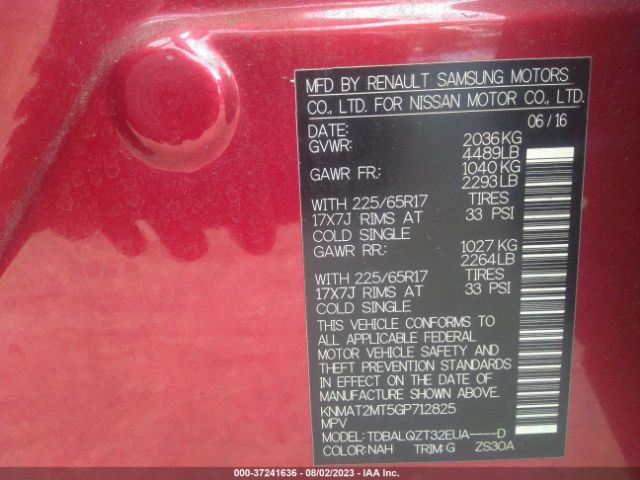 MFD BY RENAULT SAMSUNG MOTORS
CO., LTD. FOR NISSAN MOTOR CO., LTD.
DATE: 06/16
GVWR: 2036KG
4489LB
GAWR FR: 1040 KG
2293LB
WITH 225/65R17 TIRES
17X7J RIMS AT 33 PSI
COLD SINGLE
GAWR RR: 1027 KG
2264LB
WITH 225/65R17 TIRES
17X7J RIMS AT 33 PSI
COLD SINGLE
THIS VEHICLE CONFORMS TO
ALL APPLICABLE FEDERAL
MOTOR VEHICLE SAFETY AND
THEFT PREVENTION STANDARDS
IN EFFECT ON THE DATE OF
MANUFACTURE SHOWN ABOVE.
KNMAT2MT5GP712825
MPV
MODEL: TDBALQZT32EUA----D
COLOR: NAH TRIM: G ZS30A
000-37241636 - 08/02/2023 - IAA Inc.